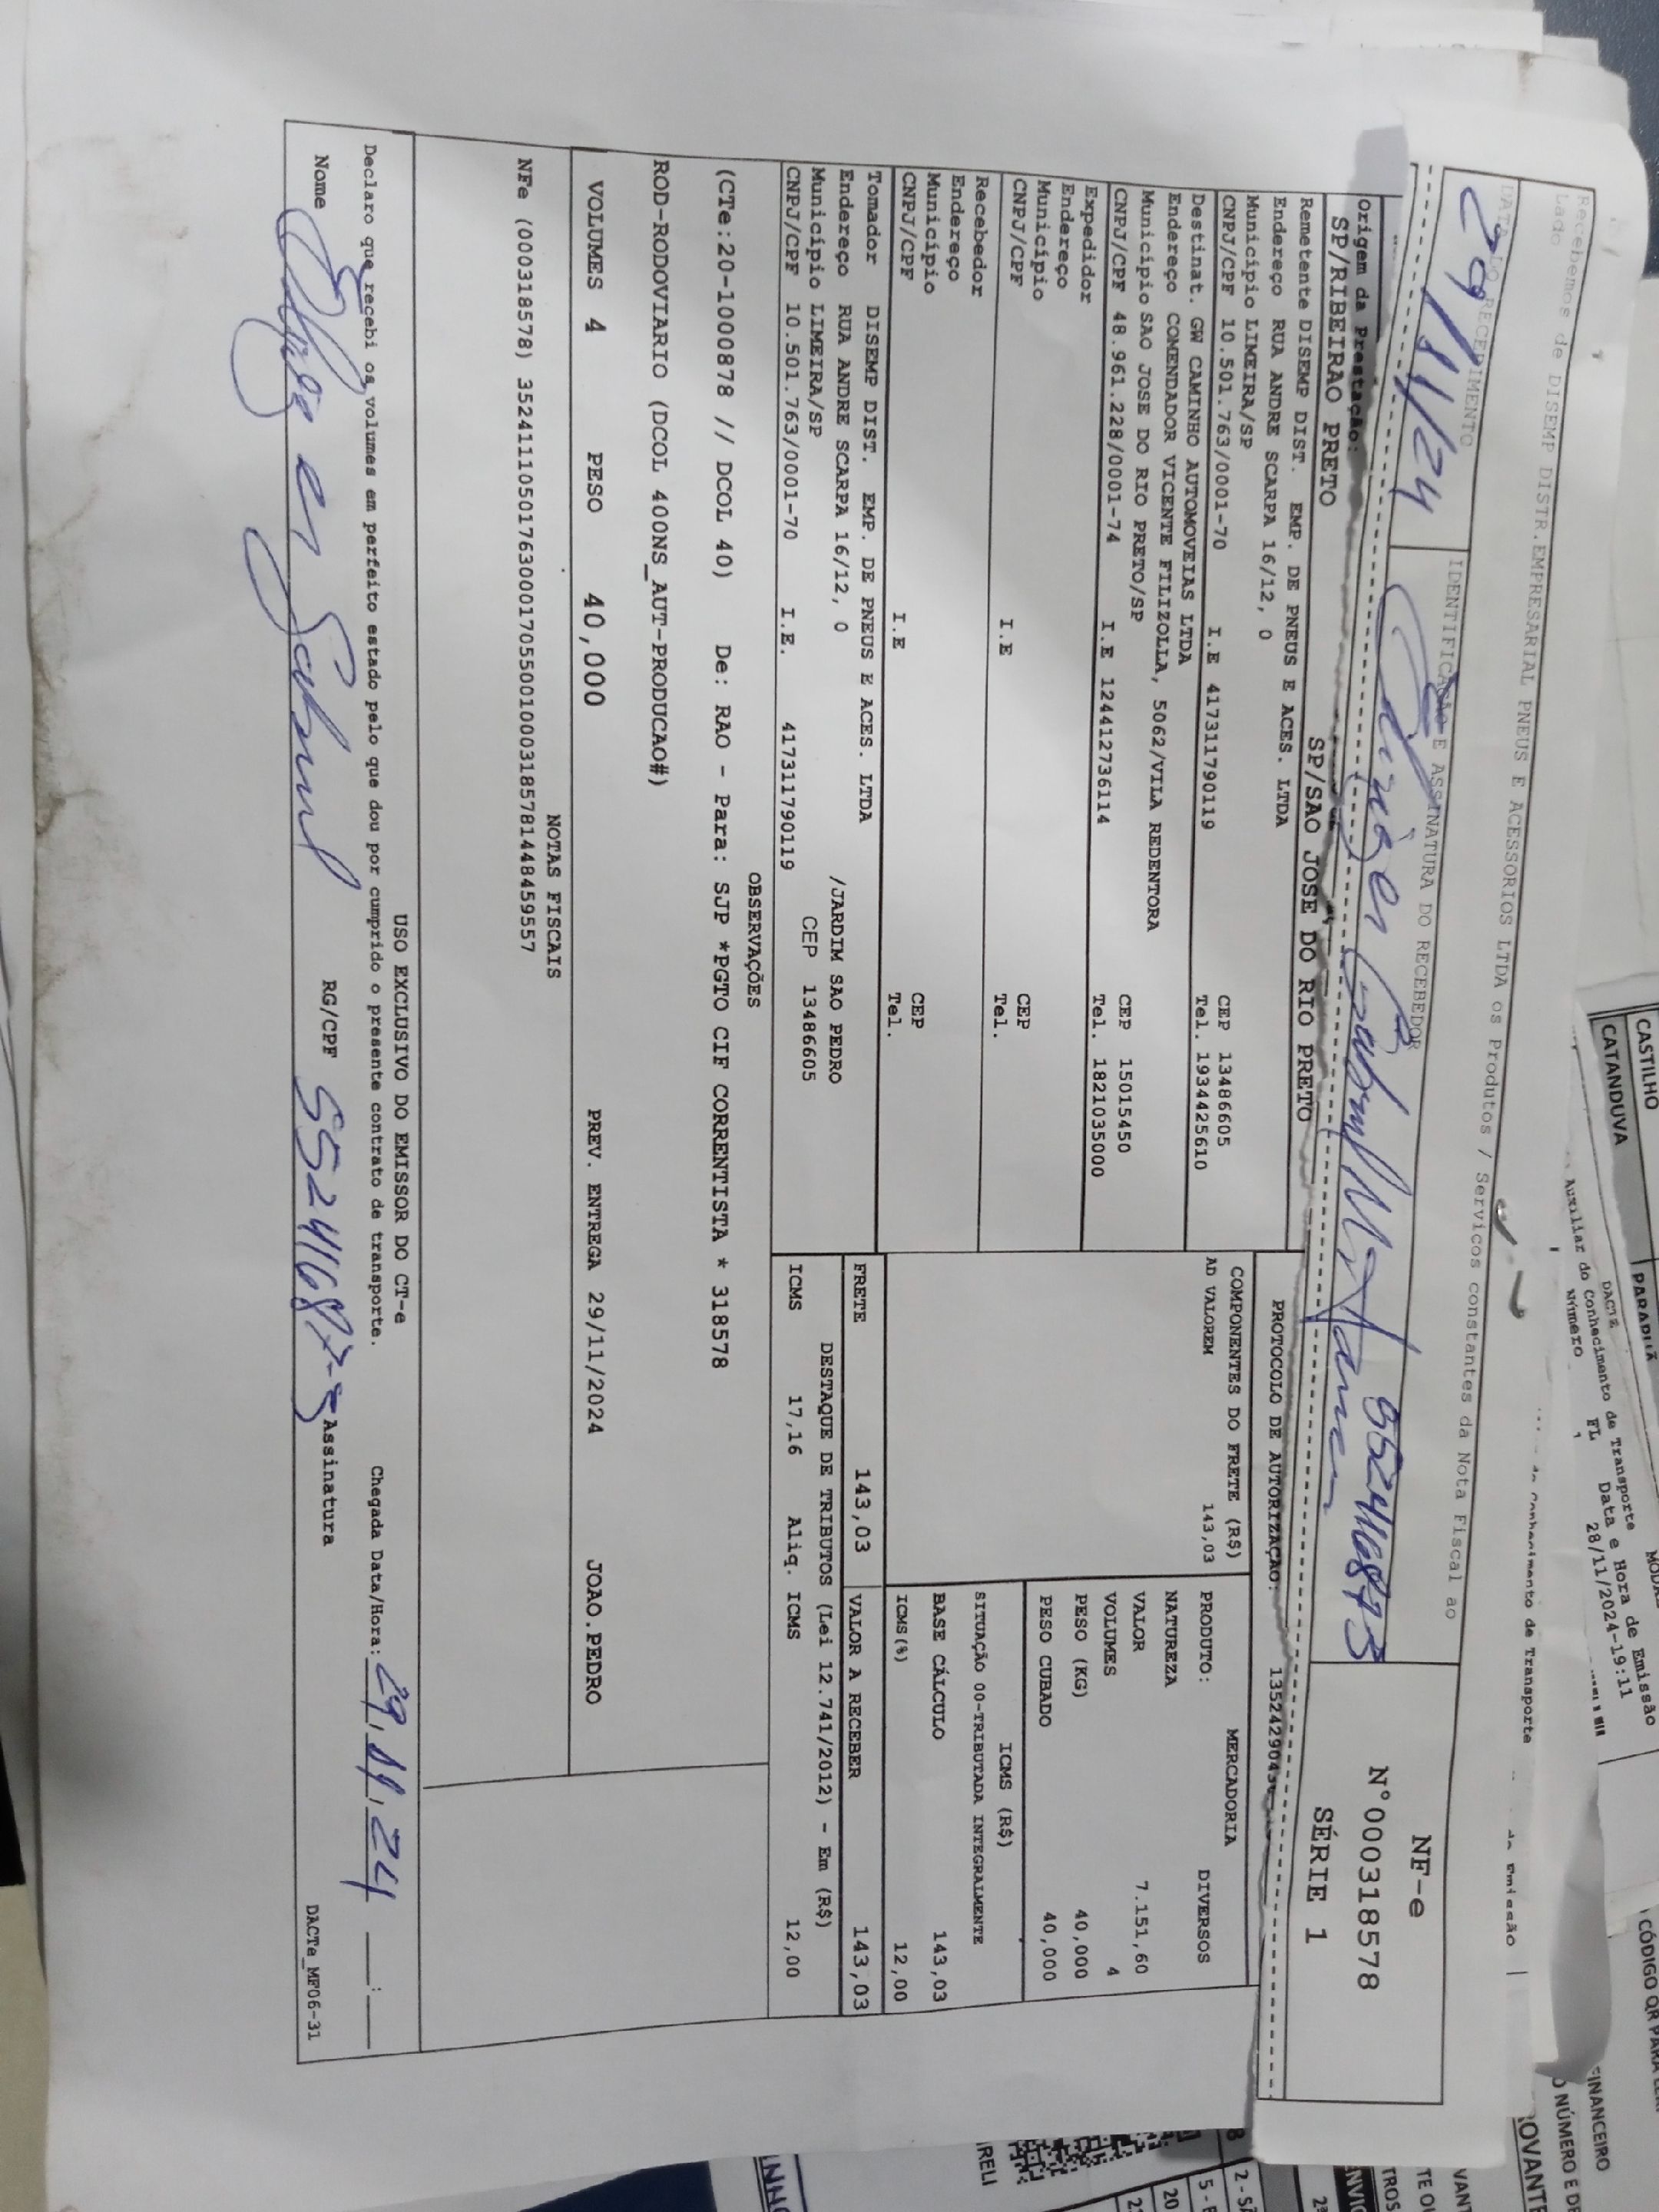 Recebemos de DISEMP DISTR.EMPRESARIAL PNEUS E ACESSORIOS LTDA os Produtos / Servicos constantes da Nota Fiscal ao
Lado
RECEBIMENTO
IDENTIFICAÇÃO E ASSINATURA DO RECEBEDOR
29/11/24
NF-e
N°000318578
SÉRIE 1
Origem da Prestação:
SP/RIBEIRAO PRETO
SP/SAO JOSE DO RIO PRETO
PROTOCOLO DE AUTORIZAÇAO:
Remetente DISEMP DIST. EMP. DE PNEUS E ACES. LTDA
Endereço RUA ANDRE SCARPA 16/12, 0
Município LIMEIRA/SP CEP 13486605
CNPJ/CPF 10.501.763/0001-70 I.E 417311790119 Tel. 1934425610
Destinat. GW CAMINHO AUTOMOVEIAS LTDA
Endereço COMENDADOR VICENTE FILIZOLLA, 5062/VILA REDENTORA
Município SAO JOSE DO RIO PRETO/SP CEP 15015450
CNPJ/CPF 48.961.228/0001-74 I.E 124412736114 Tel. 1821035000
Expedidor
Endereço
Município CEP
CNPJ/CPF I.E Tel.
Recebedor
Endereço
Município CEP
CNPJ/CPF I.E Tel.
Tomador DISEMP DIST. EMP. DE PNEUS E ACES. LTDA
Endereço RUA ANDRE SCARPA 16/12, 0 /JARDIM SAO PEDRO
Município LIMEIRA/SP CEP 13486605
CNPJ/CPF 10.501.763/0001-70 I.E. 417311790119
COMPONENTES DO FRETE (R$)
AD VALOREM 143,03
MERCADORIA
PRODUTO: DIVERSOS
NATUREZA
VALOR 7.151,60
VOLUMES 4
PESO (KG) 40,000
PESO CUBADO 40,000
ICMS (R$)
SITUAÇÃO 00-TRIBUTADA INTEGRALMENTE
BASE CÁLCULO 143,03
ICMS(%) 12,00
FRETE 143,03 VALOR A RECEBER 143,03
DESTAQUE DE TRIBUTOS (Lei 12.741/2012) - Em (R$)
ICMS 17,16 Aliq. ICMS 12,00
OBSERVAÇÕES
(CTe:20-1000878 // DCOL 40) De: RAO - Para: SJP *PGTO CIF CORRENTISTA * 318578
ROD-RODOVIARIO (DCOL 400NS_AUT-PRODUCAO#)
VOLUMES 4 PESO 40,000 PREV. ENTREGA 29/11/2024 JOAO.PEDRO
NOTAS FISCAIS
NFe (000318578) 35241110501763000170550010003185781448459557
USO EXCLUSIVO DO EMISSOR DO CT-e
Declaro que recebi os volumes em perfeito estado pelo que dou por cumprido o presente contrato de transporte. Chegada Data/Hora: 29,11,24 __:__
Nome RG/CPF 55241687-3 Assinatura
DACTe_MF06-31
CASTILHO
CATANDUVA
Auxiliar do Conhecimento de Transporte
Número FL Data e Hora de Emissão
1 28/11/2024-19:11